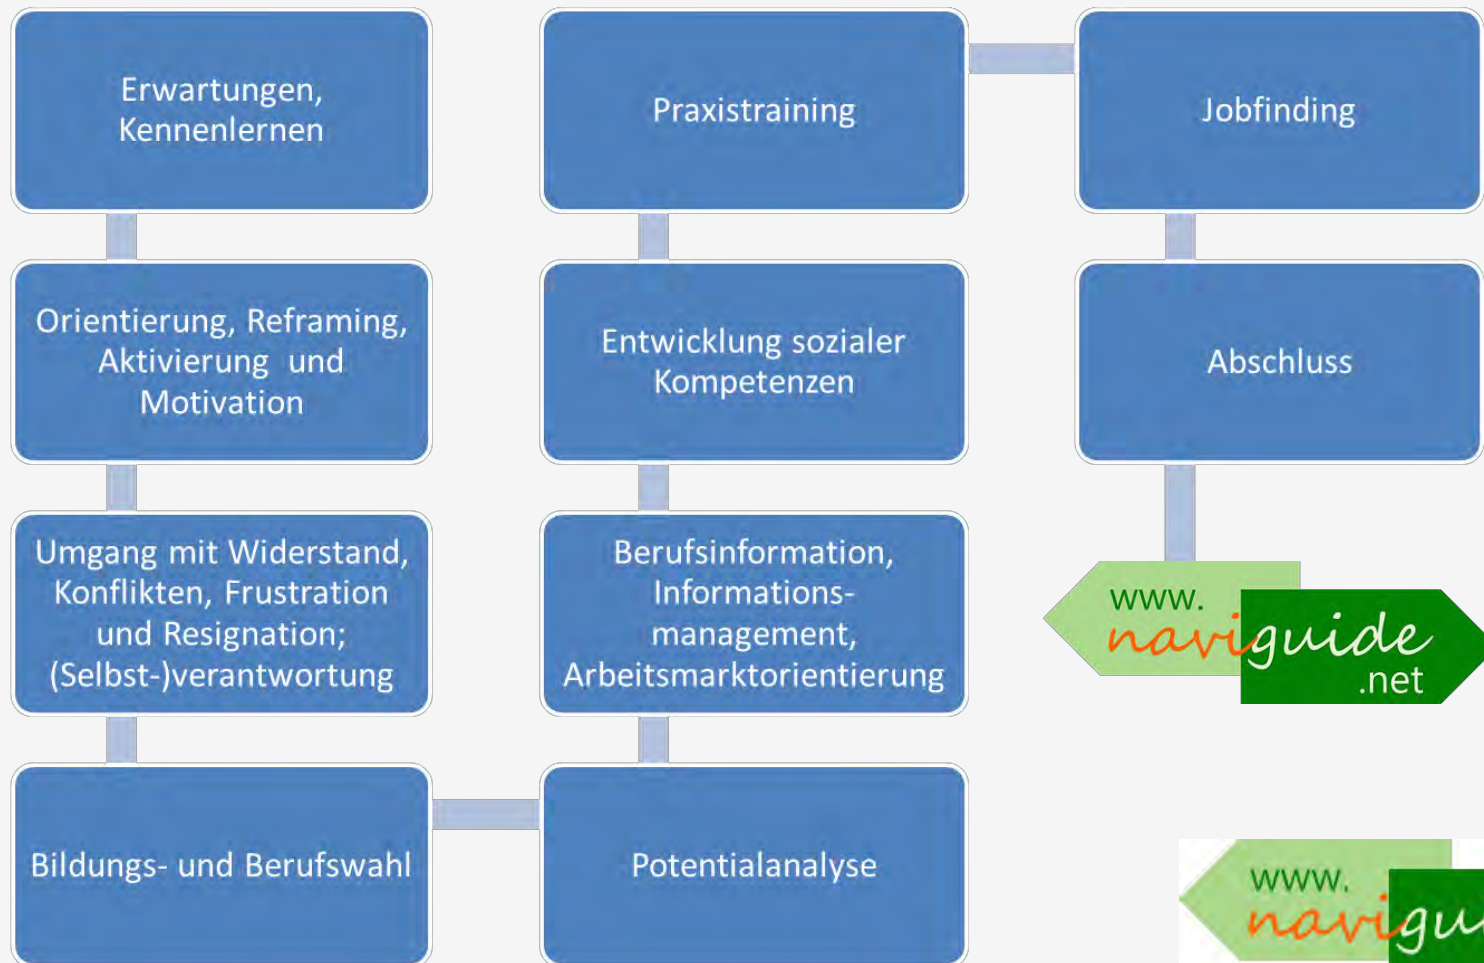 Erwartungen,
Kennenlernen
Orientierung, Reframing,
Aktivierung und
Motivation
Umgang mit Widerstand,
Konflikten, Frustration
und Resignation;
(Selbst-)verantwortung
Bildungs- und Berufswahl
Potentialanalyse
Berufsinformation,
Informations-
management,
Arbeitsmarktorientierung
Entwicklung sozialer
Kompetenzen
Praxistraining
Jobfinding
Abschluss
www.
naviguide
.net
www.
navigu